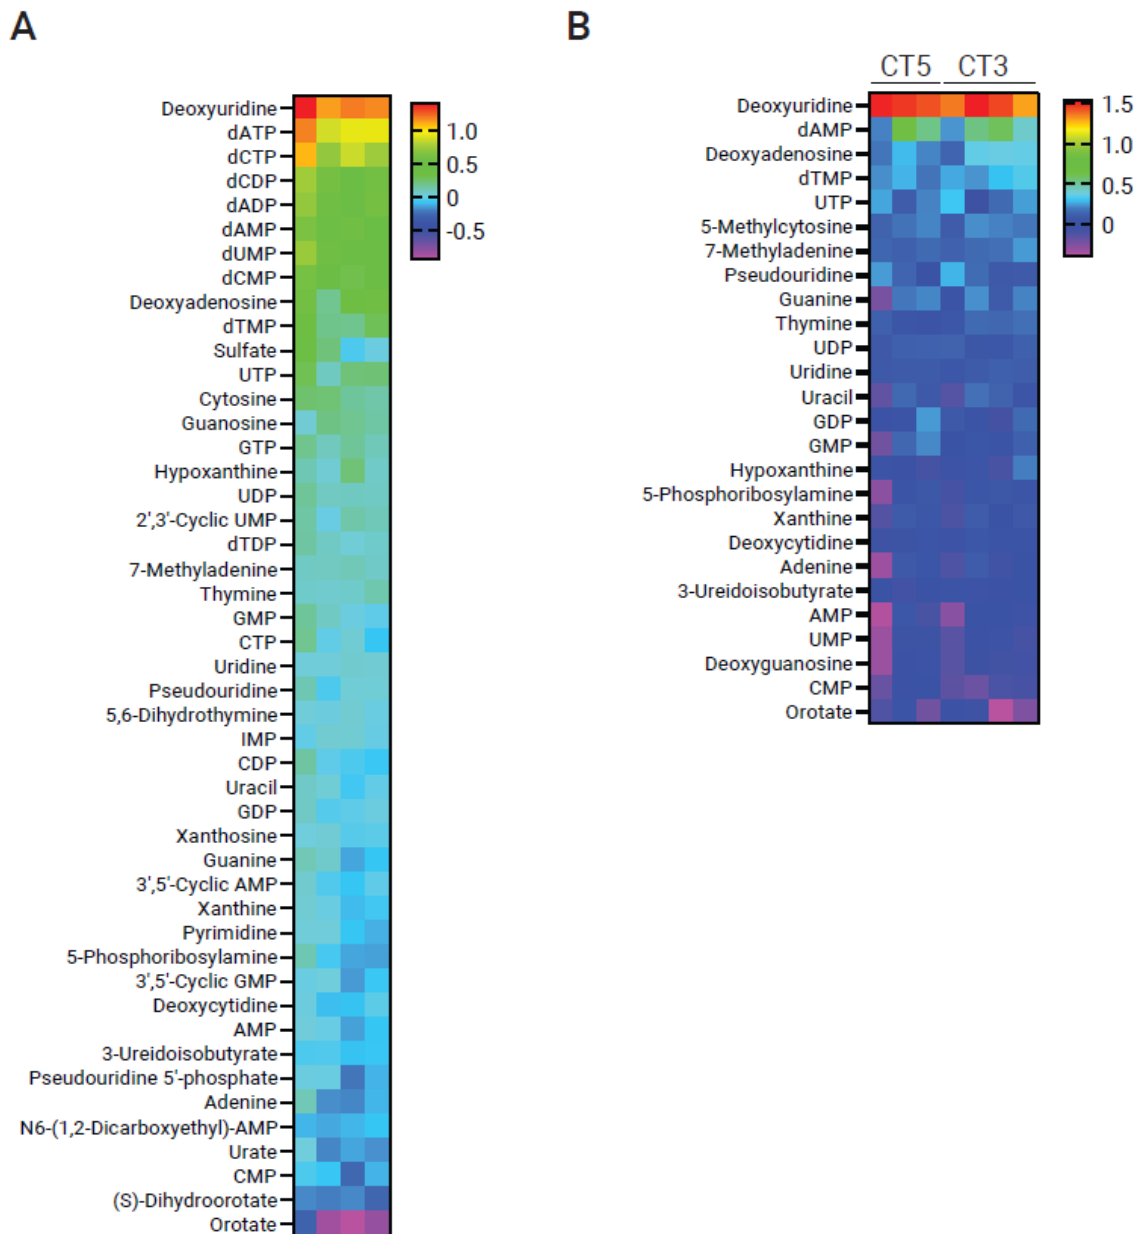 A
Deoxyuridine
dATP
dCTP
dCDP
dADP
dAMP
dUMP
dCMP
Deoxyadenosine
dTMP
Sulfate
UTP
Cytosine
Guanosine
GTP
Hypoxanthine
UDP
2',3'-Cyclic UMP
dTDP
7-Methyladenine
Thymine
GMP
CTP
Uridine
Pseudouridine
5,6-Dihydrothymine
IMP
CDP
Uracil
GDP
Xanthosine
Guanine
3',5'-Cyclic AMP
Xanthine
Pyrimidine
5-Phosphoribosylamine
3',5'-Cyclic GMP
Deoxycytidine
AMP
3-Ureidoisobutyrate
Pseudouridine 5'-phosphate
Adenine
N6-(1,2-Dicarboxyethyl)-AMP
Urate
CMP
(S)-Dihydroorotate
Orotate
1.0
0.5
0
-0.5
B
CT5 CT3
Deoxyuridine
dAMP
Deoxyadenosine
dTMP
UTP
5-Methylcytosine
7-Methyladenine
Pseudouridine
Guanine
Thymine
UDP
Uridine
Uracil
GDP
GMP
Hypoxanthine
5-Phosphoribosylamine
Xanthine
Deoxycytidine
Adenine
3-Ureidoisobutyrate
AMP
UMP
Deoxyguanosine
CMP
Orotate
1.5
1.0
0.5
0